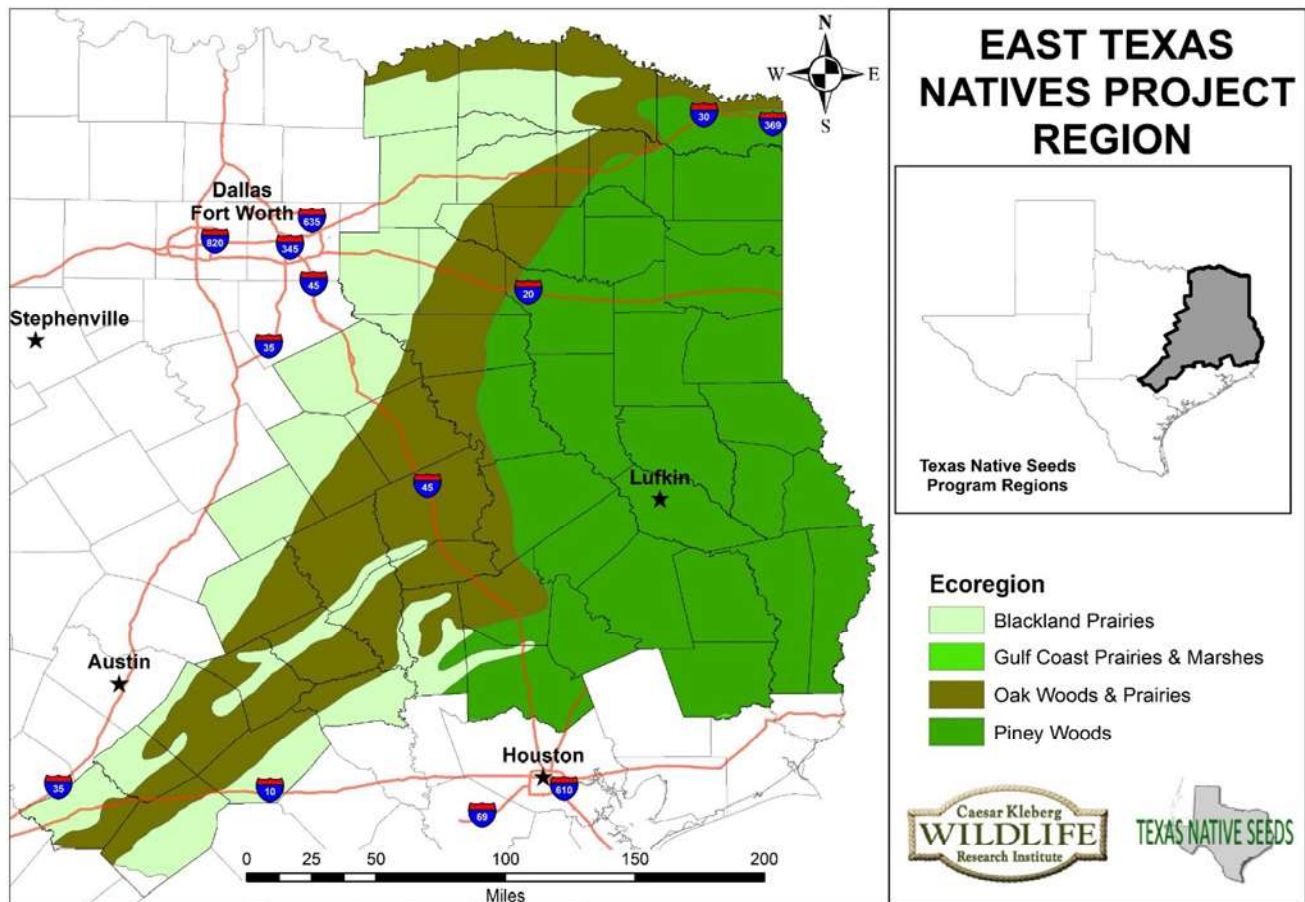 EAST TEXAS
NATIVES PROJECT
REGION
N
W
E
S
30
369
Dallas
Fort Worth
635
820
345
45
20
Stephenville
35
45
Lufkin
Austin
Houston
35
10
610
69
0
25
50
100
150
200
Miles
Texas Native Seeds
Program Regions
Ecoregion
Blackland Prairies
Gulf Coast Prairies & Marshes
Oak Woods & Prairies
Piney Woods
Caesar Kleberg
WILDLIFE
Research Institute
TEXAS NATIVE SEEDS